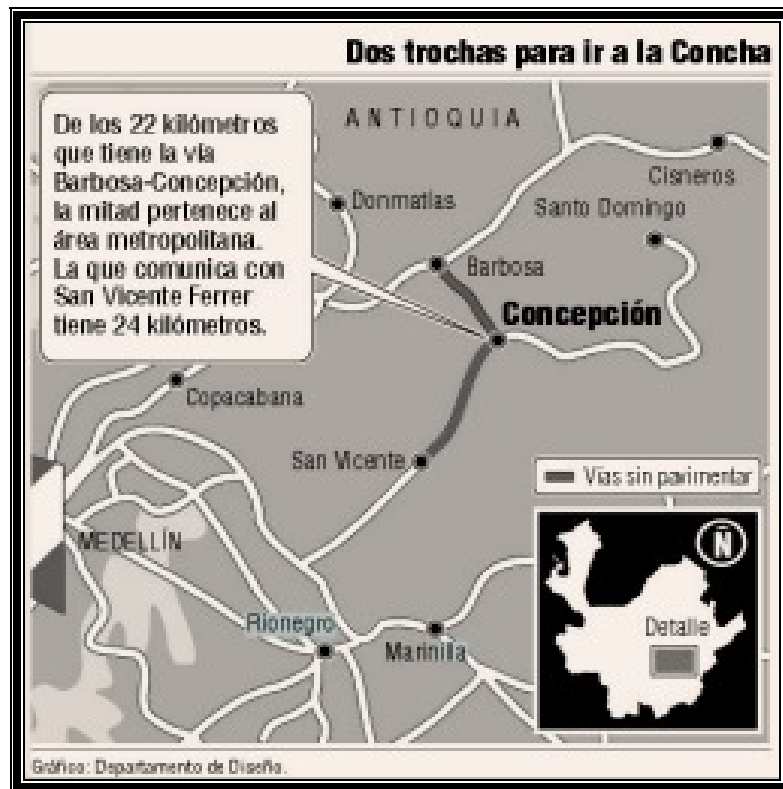 Dos trochas para ir a la Concha
De los 22 kilómetros
que tiene la vía
Barbosa-Concepción,
la mitad pertenece al
área metropolitana.
La que comunica con
San Vicente Ferrer
tiene 24 kilómetros.
ANTIOQUIA
Cisneros
Donmatías
Santo Domingo
Barbosa
Concepción
Copacabana
San Vicente
Vías sin pavimentar
MEDELLÍN
Ñ
Rionegro
Marinilla
Detalle
Gráfico: Departamento de Diseño.